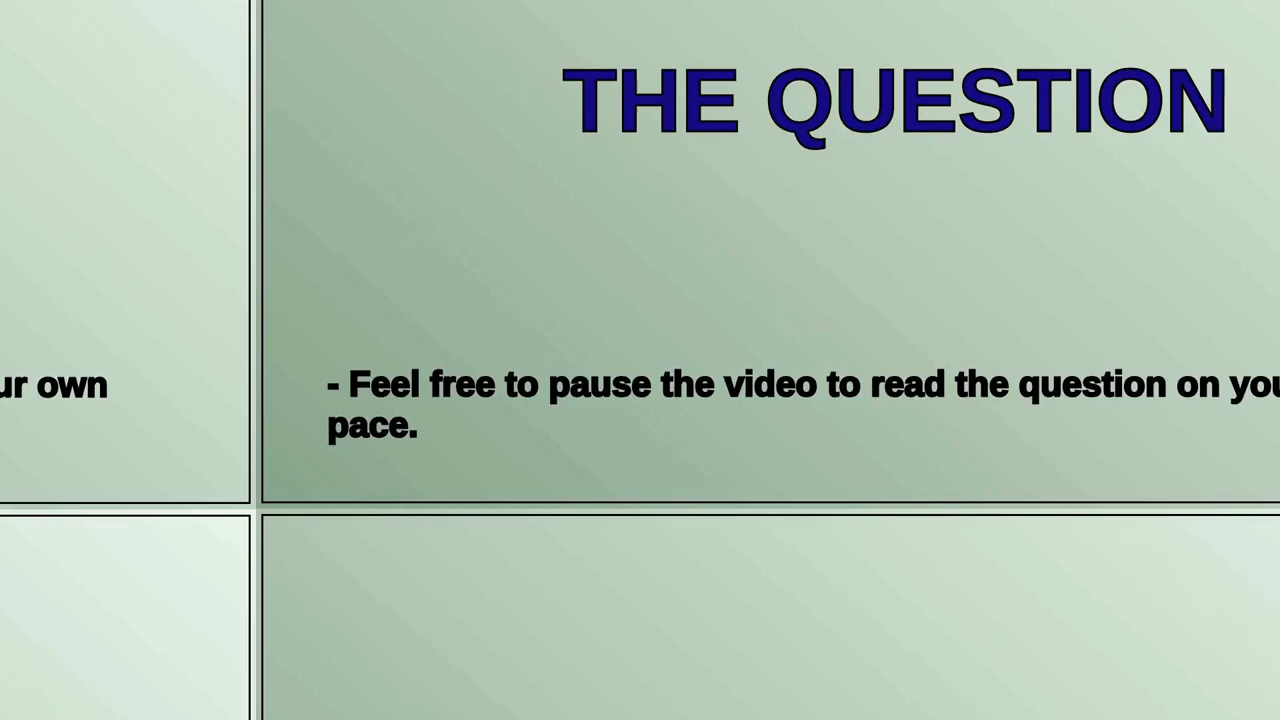 THE QUESTION
ur own
- Feel free to pause the video to read the question on you
pace.